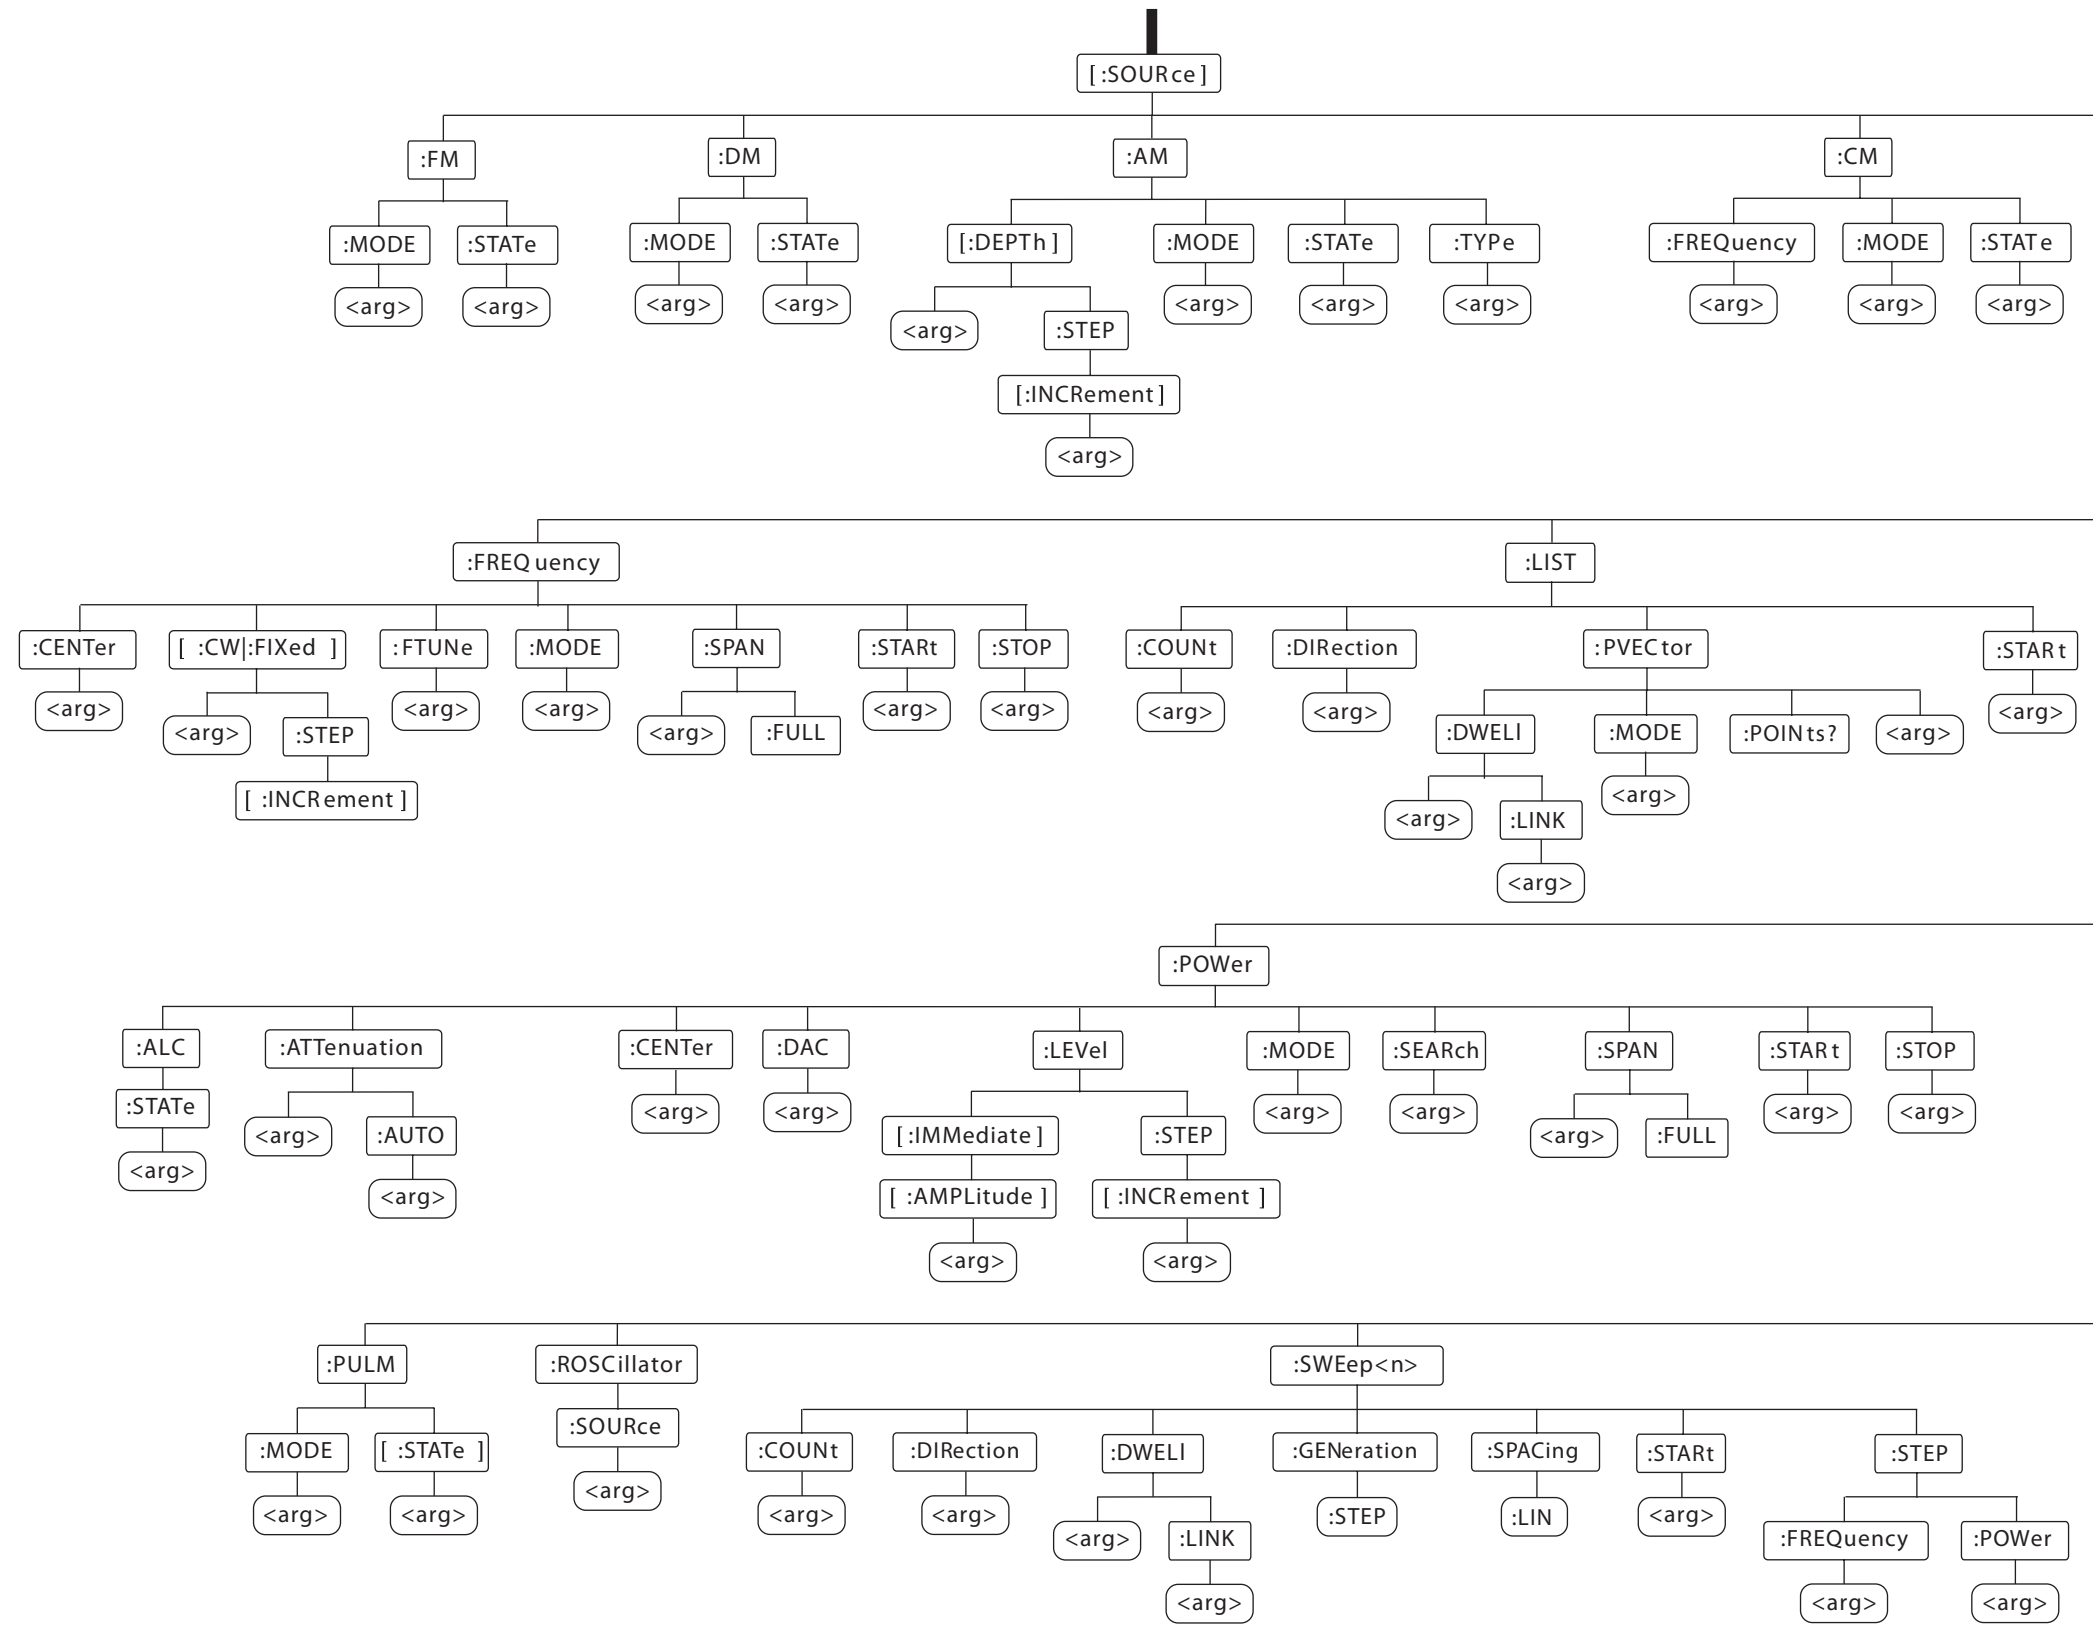 [ :SOURce ]
:FM :DM :AM :CM
:MODE :STATe :MODE :STATe [:DEPTh ] :MODE :STATe :TYPe :FREQuency :MODE :STATe
<arg> <arg> <arg> <arg> <arg> <arg> <arg> <arg> <arg> <arg>
<arg> :STEP
[:INCRement ]
<arg>
:FREQuency :LIST
:CENTer [ :CW|:FIXed ] :FTUNe :MODE :SPAN :STARt :STOP :COUNt :DIRection :PVECtor :STARt
<arg> <arg> <arg> <arg> <arg> <arg> <arg> <arg>
<arg> :STEP <arg> :FULL :DWELl :MODE :POINts? <arg>
[ :INCRement ] <arg>
<arg> :LINK
<arg>
:POWer
:ALC :ATTenuation :CENTer :DAC :LEVel :MODE :SEARch :SPAN :STARt :STOP
:STATe <arg> <arg> <arg> <arg> <arg> <arg>
<arg> :AUTO [:IMMediate ] :STEP <arg> :FULL
<arg> <arg> [ :AMPLitude ] [ :INCRement ]
<arg> <arg>
:PULM :ROSCillator :SWEep<n>
:MODE [ :STATe ] :SOURce :COUNt :DIRection :DWELl :GENeration :SPACing :STARt :STEP
<arg> <arg> <arg> <arg> <arg> :STEP :LIN <arg>
<arg> :LINK :FREQuency :POWer
<arg> <arg> <arg>